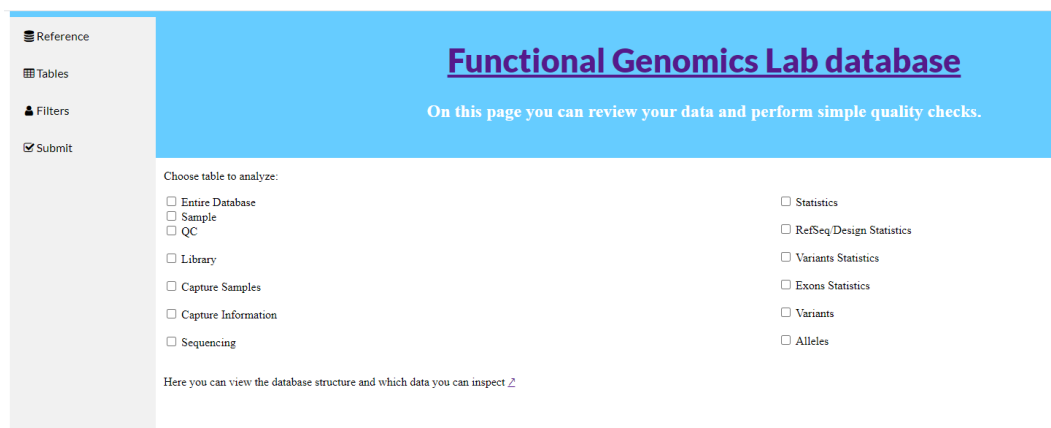 Reference
Tables
Filters
Submit
Functional Genomics Lab database
On this page you can review your data and perform simple quality checks.
Choose table to analyze:
Entire Database
Sample
QC
Library
Capture Samples
Capture Information
Sequencing
Statistics
RefSeq/Design Statistics
Variants Statistics
Exons Statistics
Variants
Alleles
Here you can view the database structure and which data you can inspect ↗